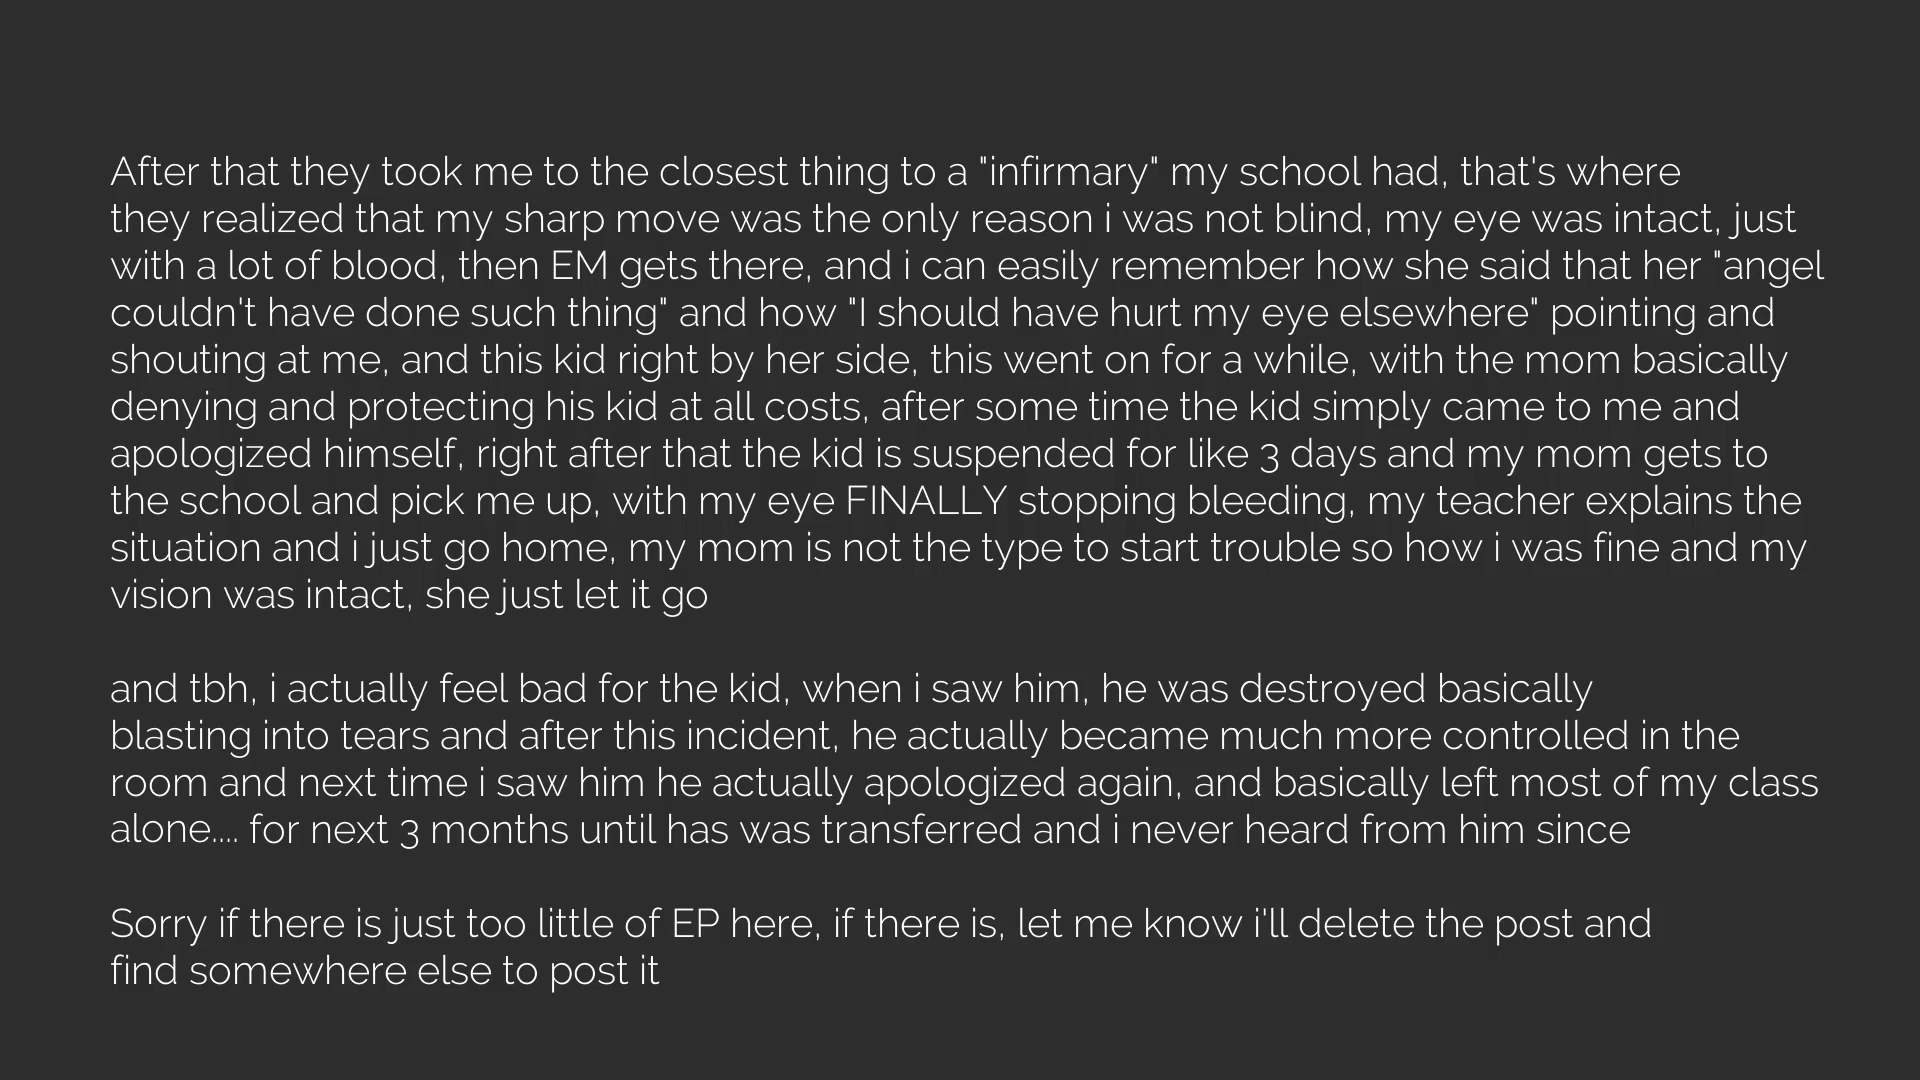 After that they took me to the closest thing to a "infirmary" my school had, that's where
they realized that my sharp move was the only reason i was not blind, my eye was intact, just
with a lot of blood, then EM gets there, and i can easily remember how she said that her "angel
couldn't have done such thing" and how "I should have hurt my eye elsewhere" pointing and
shouting at me, and this kid right by her side, this went on for a while, with the mom basically
denying and protecting his kid at all costs, after some time the kid simply came to me and
apologized himself, right after that the kid is suspended for like 3 days and my mom gets to
the school and pick me up, with my eye FINALLY stopping bleeding, my teacher explains the
situation and i just go home, my mom is not the type to start trouble so how i was fine and my
vision was intact, she just let it go
and tbh, i actually feel bad for the kid, when i saw him, he was destroyed basically
blasting into tears and after this incident, he actually became much more controlled in the
room and next time i saw him he actually apologized again, and basically left most of my class
alone.... for next 3 months until has was transferred and i never heard from him since
Sorry if there is just too little of EP here, if there is, let me know i'll delete the post and
find somewhere else to post it